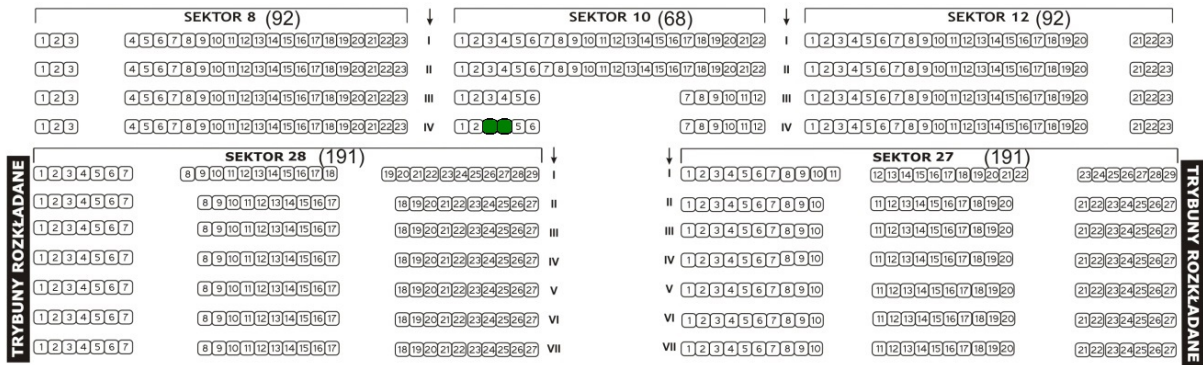 SEKTOR 8 (92) ↓ SEKTOR 10 (68) ↓ SEKTOR 12 (92)
1 2 3 4 5 6 7 8 9 10 11 12 13 14 15 16 17 18 19 20 21 22 23 I 1 2 3 4 5 6 7 8 9 10 11 12 13 14 15 16 17 18 19 20 21 22 I 1 2 3 4 5 6 7 8 9 10 11 12 13 14 15 16 17 18 19 20 21 22 23
1 2 3 4 5 6 7 8 9 10 11 12 13 14 15 16 17 18 19 20 21 22 23 II 1 2 3 4 5 6 7 8 9 10 11 12 13 14 15 16 17 18 19 20 21 22 II 1 2 3 4 5 6 7 8 9 10 11 12 13 14 15 16 17 18 19 20 21 22 23
1 2 3 4 5 6 7 8 9 10 11 12 13 14 15 16 17 18 19 20 21 22 23 III 1 2 3 4 5 6 7 8 9 10 11 12 III 1 2 3 4 5 6 7 8 9 10 11 12 13 14 15 16 17 18 19 20 21 22 23
1 2 3 4 5 6 7 8 9 10 11 12 13 14 15 16 17 18 19 20 21 22 23 IV 1 2 5 6 7 8 9 10 11 12 IV 1 2 3 4 5 6 7 8 9 10 11 12 13 14 15 16 17 18 19 20 21 22 23
TRYBUNY ROZKŁADANE
SEKTOR 28 (191) ↓ ↓ SEKTOR 27 (191)
1 2 3 4 5 6 7 8 9 10 11 12 13 14 15 16 17 18 19 20 21 22 23 24 25 26 27 28 29 I I 1 2 3 4 5 6 7 8 9 10 11 12 13 14 15 16 17 18 19 20 21 22 23 24 25 26 27 28 29
1 2 3 4 5 6 7 8 9 10 11 12 13 14 15 16 17 18 19 20 21 22 23 24 25 26 27 II II 1 2 3 4 5 6 7 8 9 10 11 12 13 14 15 16 17 18 19 20 21 22 23 24 25 26 27
1 2 3 4 5 6 7 8 9 10 11 12 13 14 15 16 17 18 19 20 21 22 23 24 25 26 27 III III 1 2 3 4 5 6 7 8 9 10 11 12 13 14 15 16 17 18 19 20 21 22 23 24 25 26 27
1 2 3 4 5 6 7 8 9 10 11 12 13 14 15 16 17 18 19 20 21 22 23 24 25 26 27 IV IV 1 2 3 4 5 6 7 8 9 10 11 12 13 14 15 16 17 18 19 20 21 22 23 24 25 26 27
1 2 3 4 5 6 7 8 9 10 11 12 13 14 15 16 17 18 19 20 21 22 23 24 25 26 27 V V 1 2 3 4 5 6 7 8 9 10 11 12 13 14 15 16 17 18 19 20 21 22 23 24 25 26 27
1 2 3 4 5 6 7 8 9 10 11 12 13 14 15 16 17 18 19 20 21 22 23 24 25 26 27 VI VI 1 2 3 4 5 6 7 8 9 10 11 12 13 14 15 16 17 18 19 20 21 22 23 24 25 26 27
1 2 3 4 5 6 7 8 9 10 11 12 13 14 15 16 17 18 19 20 21 22 23 24 25 26 27 VII VII 1 2 3 4 5 6 7 8 9 10 11 12 13 14 15 16 17 18 19 20 21 22 23 24 25 26 27
TRYBUNY ROZKŁADANE